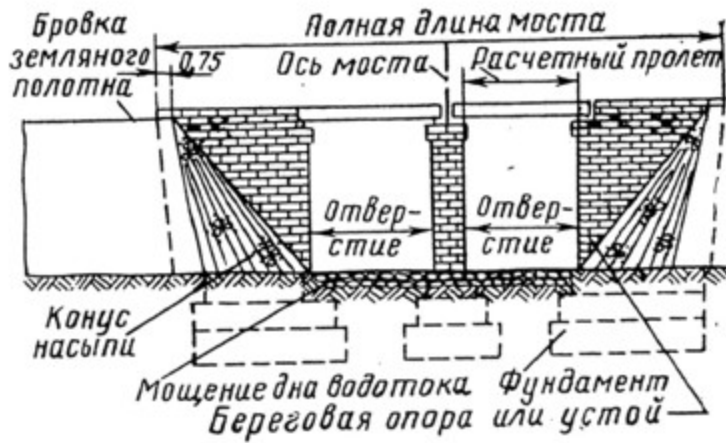 Полная длина моста
Бровка
земляного
полотна
0,75
Ось моста
Расчетный пролет
Отвер-
стие
Отвер-
стие
Конус
насыпи
Мощение дна водотока
Фундамент
Береговая опора или устой